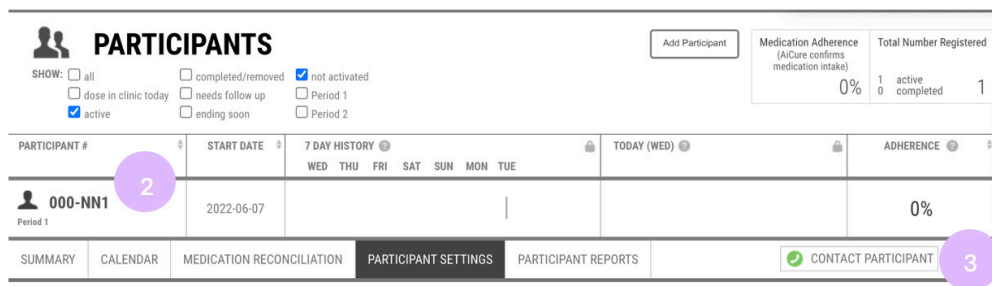 PARTICIPANTS
Add Participant
Medication Adherence
(AiCure confirms
medication intake)
0%
Total Number Registered
1 active
0 completed
1
SHOW: all
completed/removed
not activated
dose in clinic today
needs follow up
Period 1
active
ending soon
Period 2
PARTICIPANT #
START DATE
7 DAY HISTORY ?
TODAY (WED) ?
ADHERENCE ?
WED THU FRI SAT SUN MON TUE
2
000-NN1
Period 1
2022-06-07
0%
SUMMARY
CALENDAR
MEDICATION RECONCILIATION
PARTICIPANT SETTINGS
PARTICIPANT REPORTS
CONTACT PARTICIPANT
3